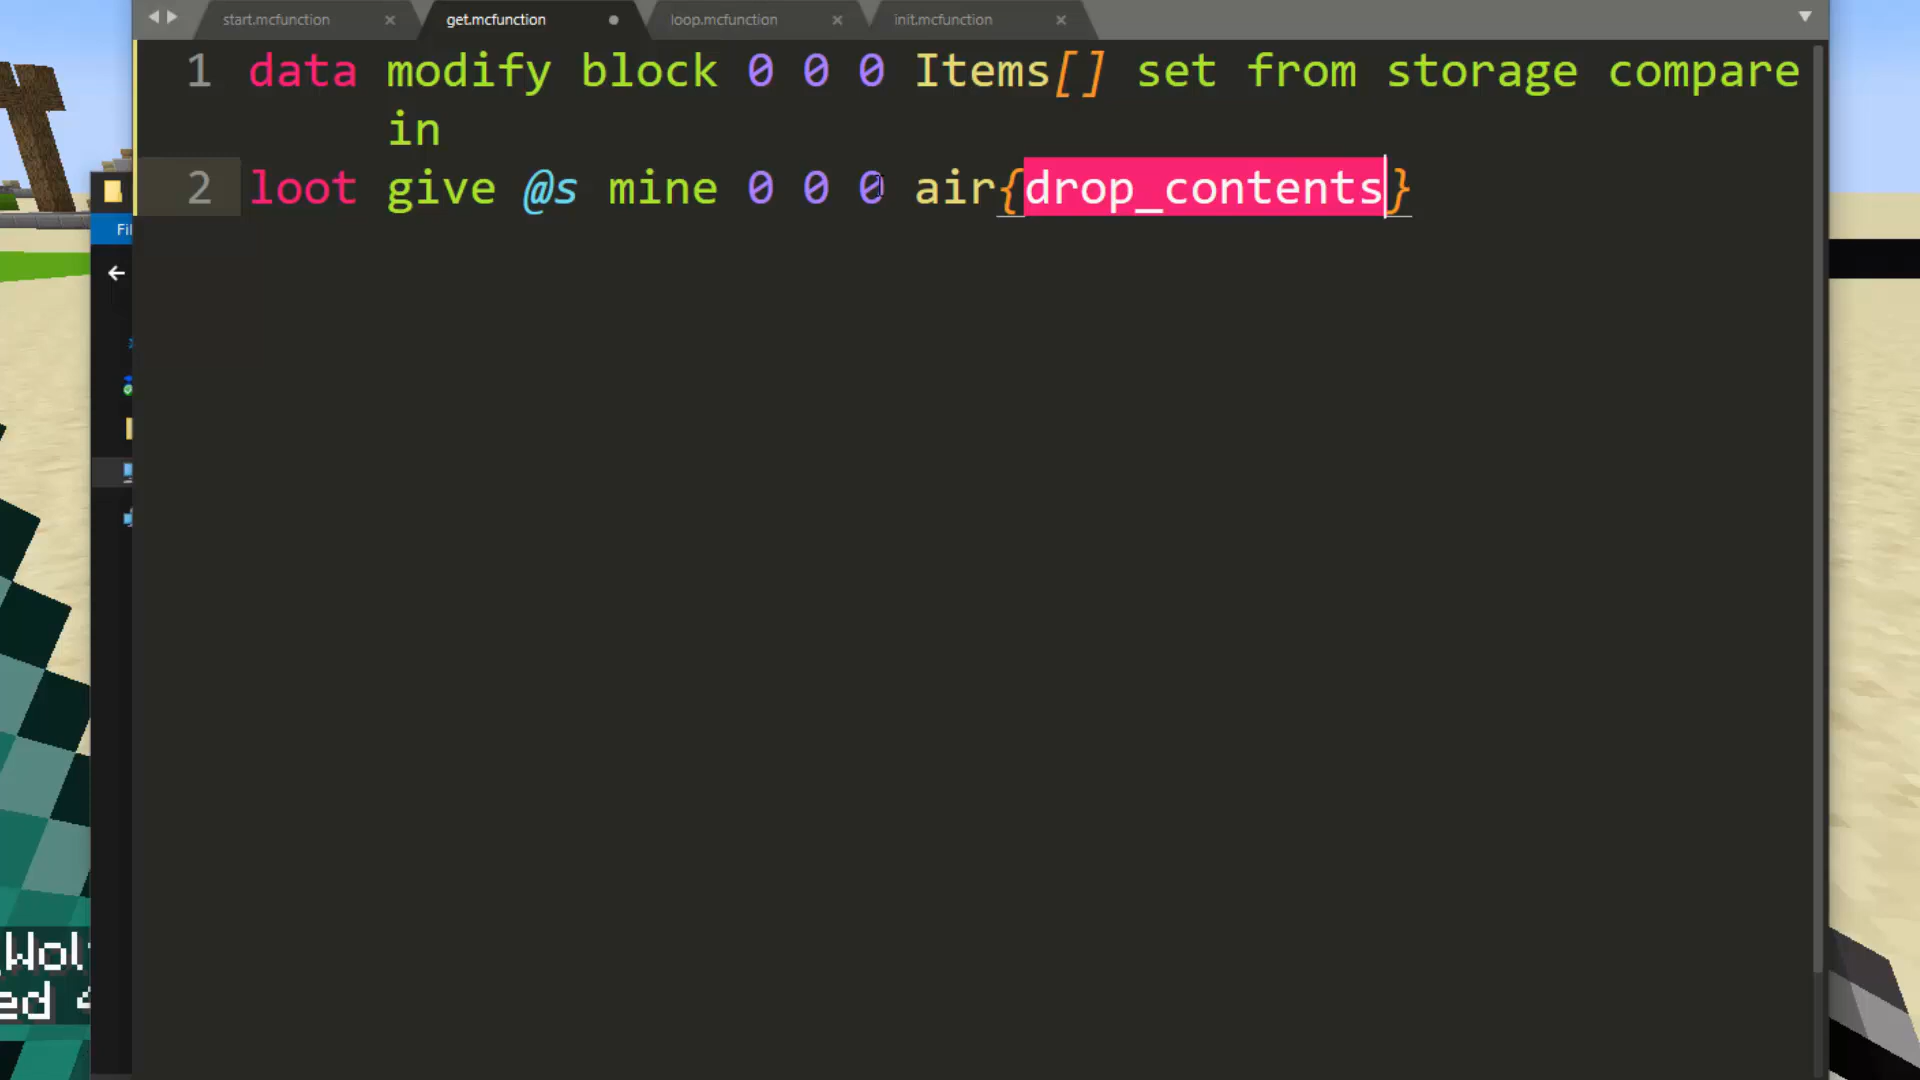 start.mcfunction
get.mcfunction
loop.mcfunction
init.mcfunction
1 data modify block 0 0 0 Items[] set from storage compare
in
2 loot give @s mine 0 0 0 air{drop_contents}